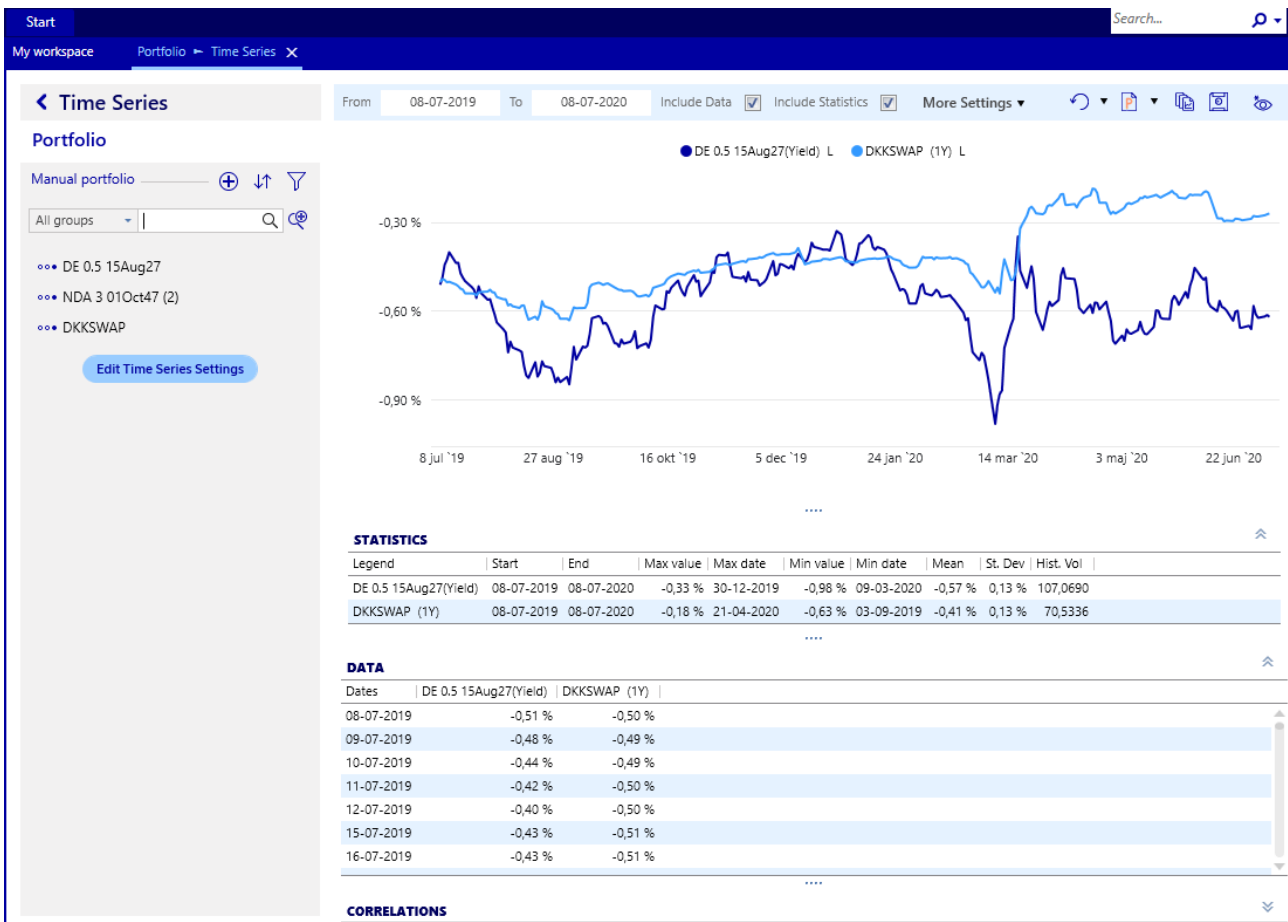 Start
Search...
My workspace
Portfolio ► Time Series ✕
Time Series
From 08-07-2019 To 08-07-2020 Include Data Include Statistics More Settings ▾
Portfolio
Manual portfolio
All groups
DE 0.5 15Aug27
NDA 3 01Oct47 (2)
DKKSWAP
Edit Time Series Settings
DE 0.5 15Aug27(Yield) L DKKSWAP (1Y) L
-0,30 %
-0,60 %
-0,90 %
8 jul `19 27 aug `19 16 okt `19 5 dec `19 24 jan `20 14 mar `20 3 maj `20 22 jun `20
STATISTICS
Legend Start End Max value Max date Min value Min date Mean St. Dev Hist. Vol
DE 0.5 15Aug27(Yield) 08-07-2019 08-07-2020 -0,33 % 30-12-2019 -0,98 % 09-03-2020 -0,57 % 0,13 % 107,0690
DKKSWAP (1Y) 08-07-2019 08-07-2020 -0,18 % 21-04-2020 -0,63 % 03-09-2019 -0,41 % 0,13 % 70,5336
DATA
Dates DE 0.5 15Aug27(Yield) DKKSWAP (1Y)
08-07-2019 -0,51 % -0,50 %
09-07-2019 -0,48 % -0,49 %
10-07-2019 -0,44 % -0,49 %
11-07-2019 -0,42 % -0,50 %
12-07-2019 -0,40 % -0,50 %
15-07-2019 -0,43 % -0,51 %
16-07-2019 -0,43 % -0,51 %
CORRELATIONS